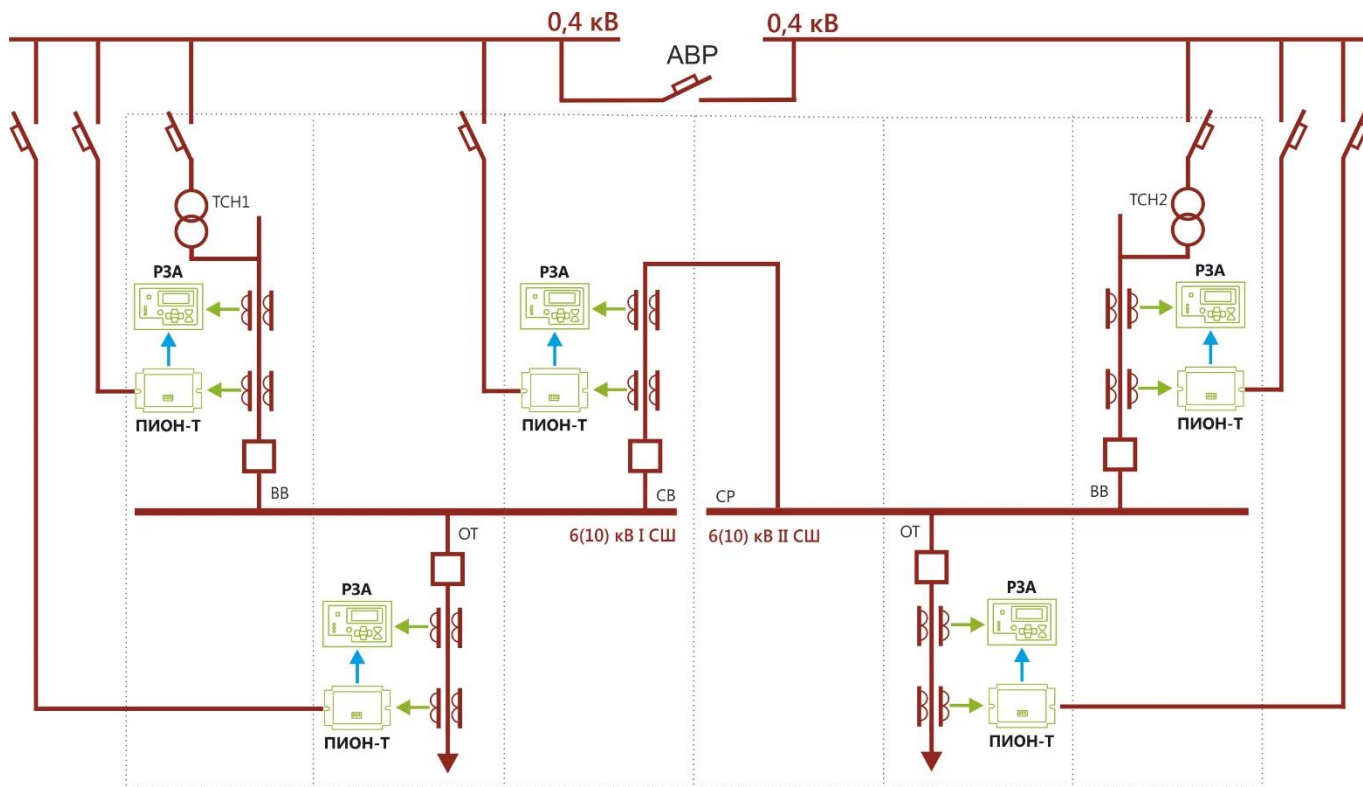 0,4 кВ
0,4 кВ
АВР
ТСН1
ТСН2
РЗА
РЗА
РЗА
ПИОН-Т
ПИОН-Т
ПИОН-Т
ВВ
СВ
СР
ВВ
ОТ
6(10) кВ I СШ
6(10) кВ II СШ
ОТ
РЗА
РЗА
ПИОН-Т
ПИОН-Т